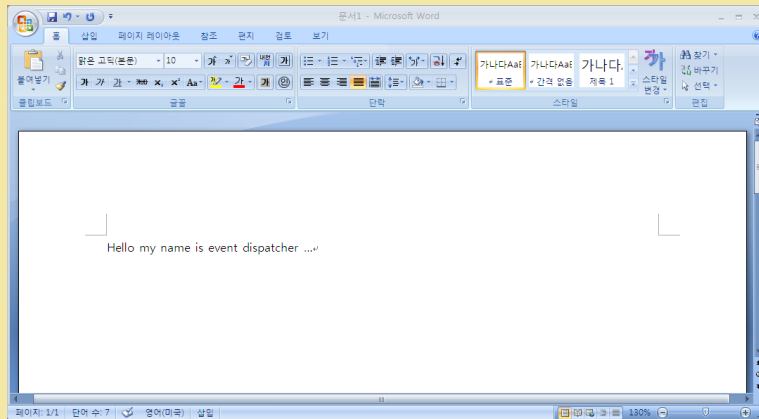 문서1 - Microsoft Word
홈 삽입 페이지 레이아웃 참조 편지 검토 보기
붙여넣기
맑은 고딕(본문) 10
가나다AaB 가나다AaB 가나다.
표준 간격 없음 제목 1
스타일 변경
찾기
바꾸기
선택
클립보드 글꼴 단락 스타일 편집
Hello my name is event dispatcher ...
페이지: 1/1 단어 수: 7 영어(미국) 삽입 130%